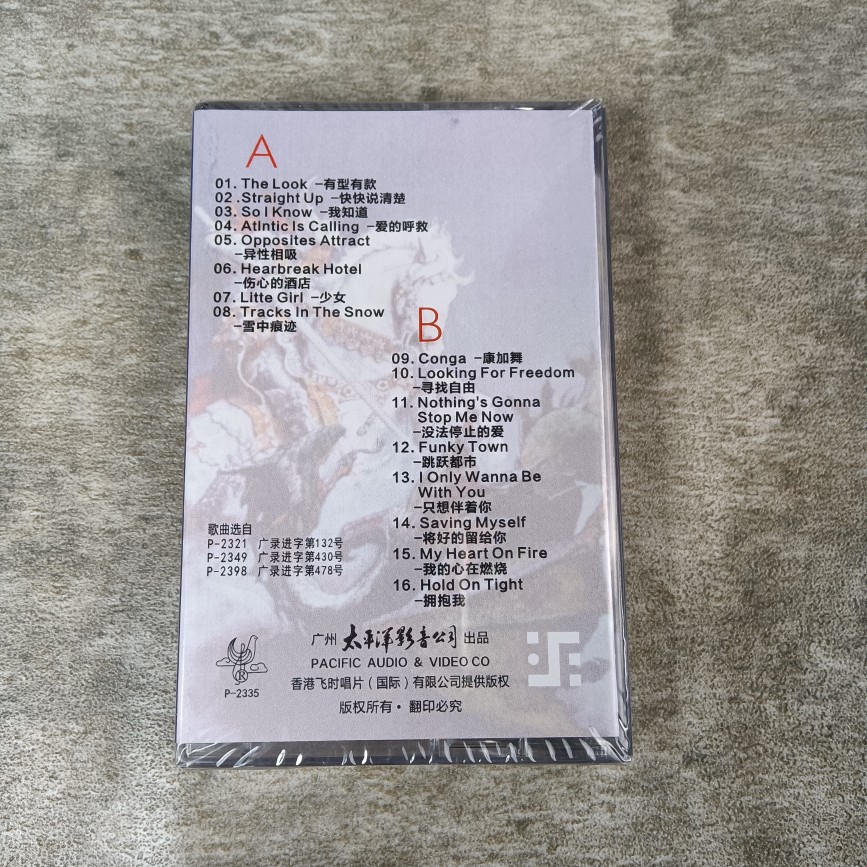 A
01. The Look -有型有款
02. Straight Up -快快说清楚
03. So I Know -我知道
04. Atlntic Is Calling -爱的呼救
05. Opposites Attract
-异性相吸
06. Hearbreak Hotel
-伤心的酒店
07. Litte Girl -少女
08. Tracks In The Snow
-雪中痕迹
B
09. Conga -康加舞
10. Looking For Freedom
-寻找自由
11. Nothing's Gonna
Stop Me Now
-没法停止的爱
12. Funky Town
-跳跃都市
13. I Only Wanna Be
With You
-只想伴着你
14. Saving Myself
-将好的留给你
15. My Heart On Fire
-我的心在燃烧
16. Hold On Tight
-拥抱我
歌曲选自
P-2321 广录进字第132号
P-2349 广录进字第430号
P-2398 广录进字第478号
广州 太平洋影音公司 出品
PACIFIC AUDIO & VIDEO CO
P-2335
香港飞时唱片（国际）有限公司提供版权
版权所有·翻印必究